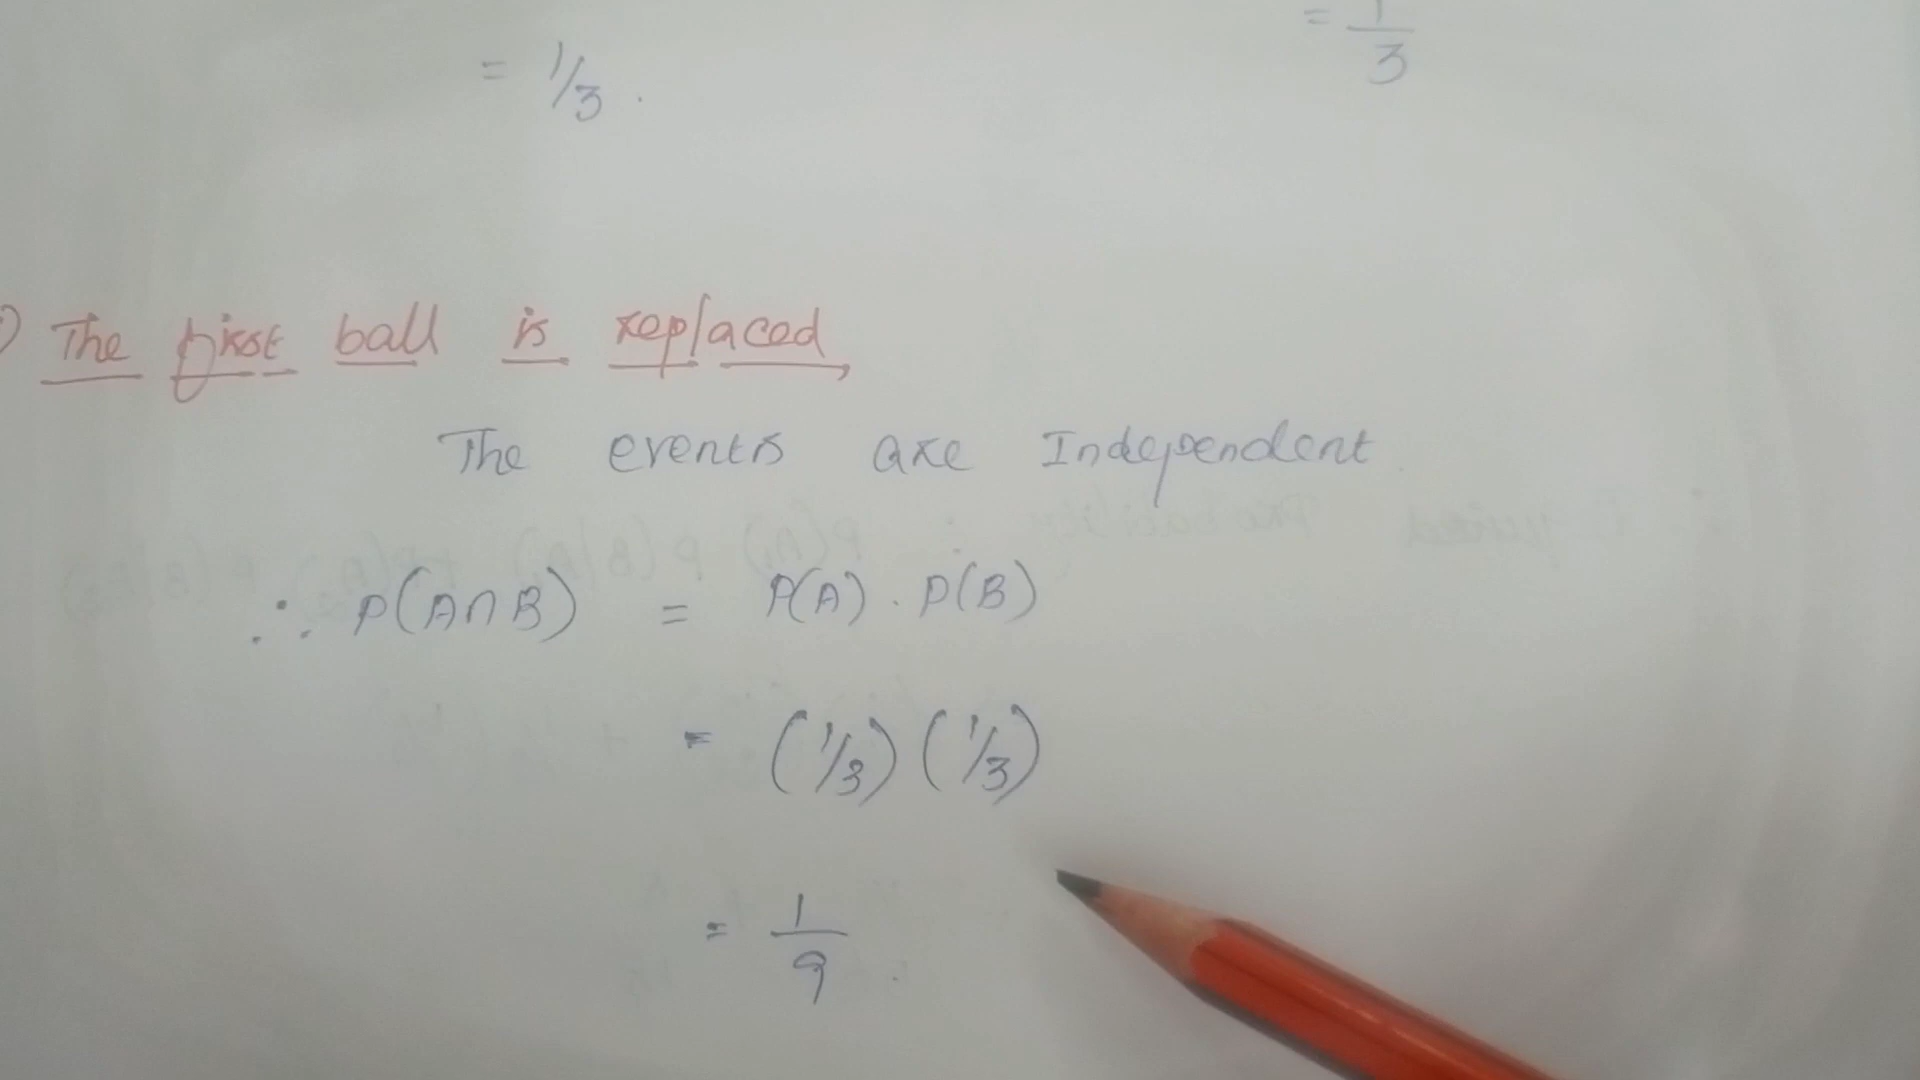 = 1/3 .
= 1/3
) The first ball is replaced,
The events are Independent.
∴ P(A∩B) = P(A) . P(B)
= (1/3) (1/3)
= 1/9 .